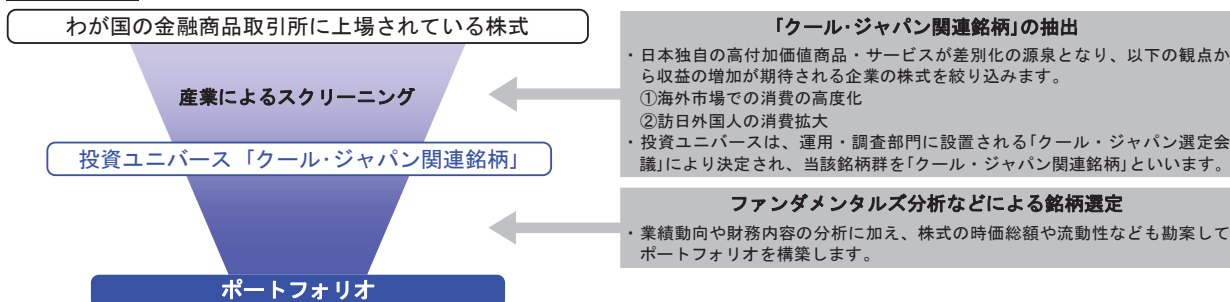 わが国の金融商品取引所に上場されている株式
産業によるスクリーニング
投資ユニバース「クール･ジャパン関連銘柄」
ポートフォリオ
｢クール･ジャパン関連銘柄｣の抽出
・日本独自の高付加価値商品・サービスが差別化の源泉となり、以下の観点か
ら収益の増加が期待される企業の株式を絞り込みます。
①海外市場での消費の高度化
②訪日外国人の消費拡大
・投資ユニバースは、運用・調査部門に設置される｢クール・ジャパン選定会
議｣により決定され、当該銘柄群を｢クール・ジャパン関連銘柄｣といいます。
ファンダメンタルズ分析などによる銘柄選定
・業績動向や財務内容の分析に加え、株式の時価総額や流動性なども勘案して
ポートフォリオを構築します。